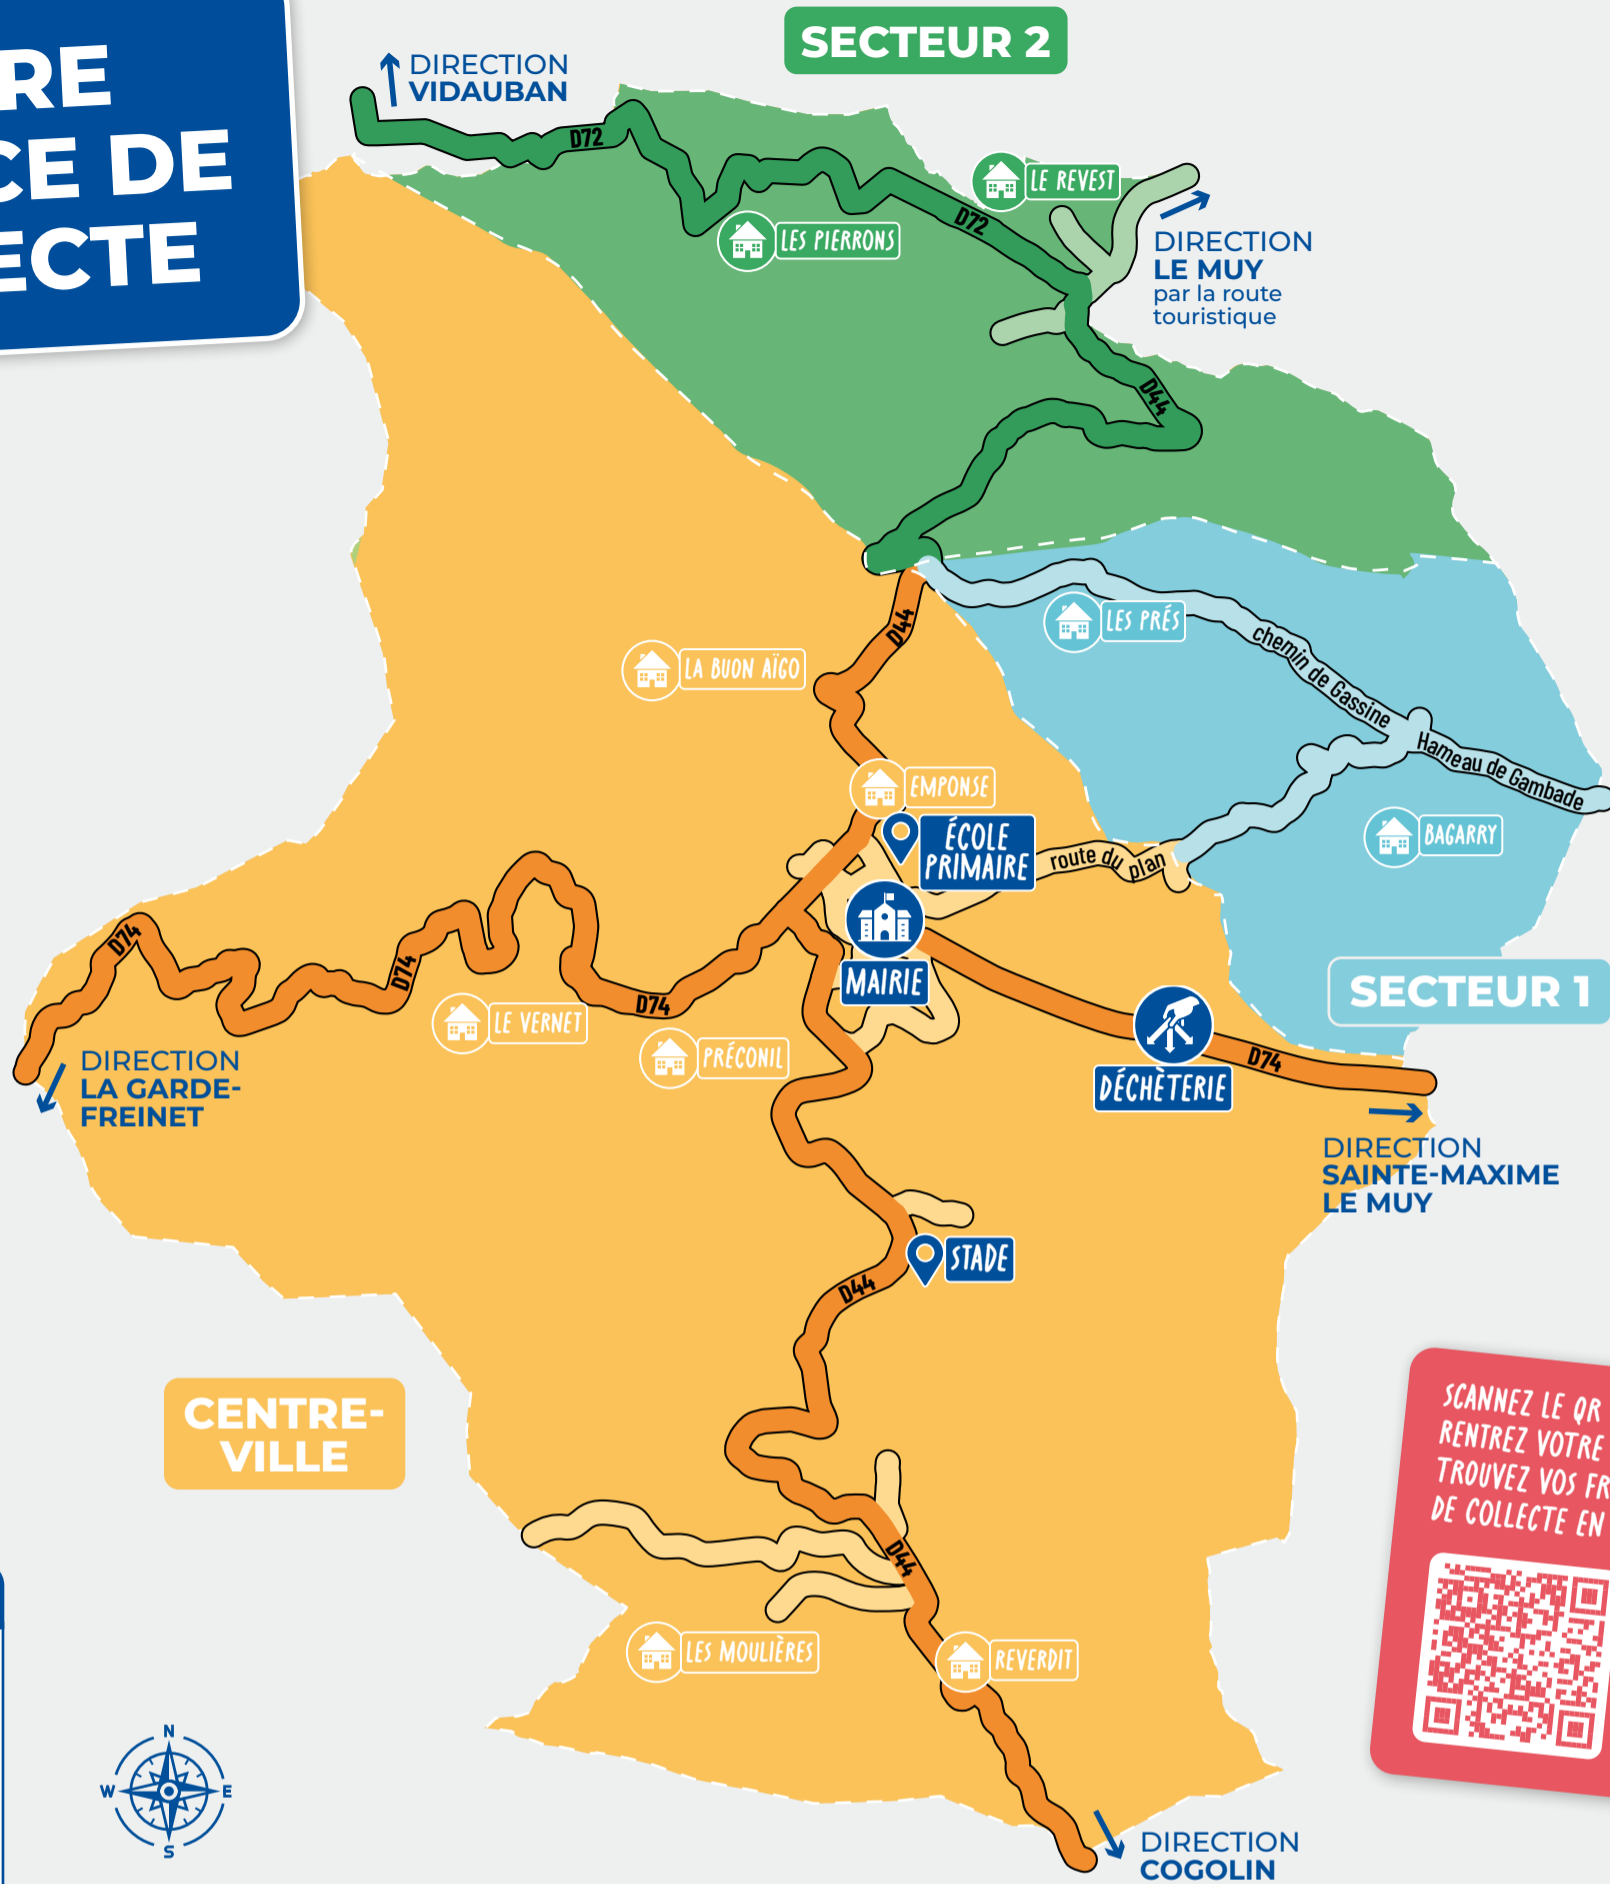 RE
CE DE
ECTE
DIRECTION
VIDAUBAN
SECTEUR 2
D72
LE REVEST
D72
LES PIERRONS
DIRECTION
LE MUY
par la route
touristique
D44
D44
LES PRÉS
chemin de Gassine
LA BUON AÏGO
Hameau de Gambade
EMPONSE
ÉCOLE
PRIMAIRE
route du plan
BAGARRY
MAIRIE
SECTEUR 1
D74
D74
D74
LE VERNET
PRÉCONIL
D74
DÉCHÈTERIE
DIRECTION
LA GARDE-
FREINET
DIRECTION
SAINTE-MAXIME
LE MUY
STADE
D44
CENTRE-
VILLE
SCANNEZ LE QR
RENTREZ VOTRE
TROUVEZ VOS FR
DE COLLECTE EN
D44
LES MOULIÈRES
REVERDIT
N
W
E
S
DIRECTION
COGOLIN